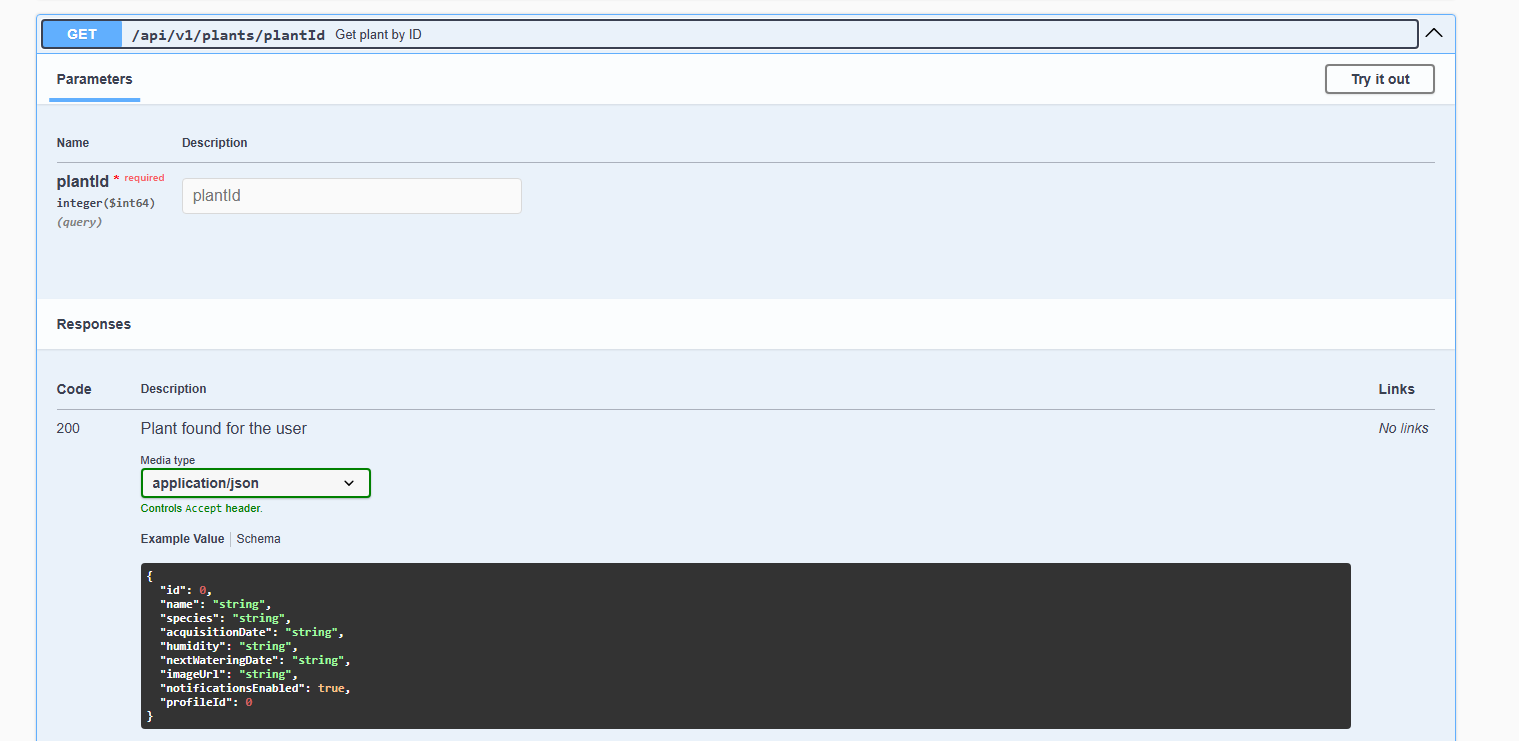 GET /api/v1/plants/plantId Get plant by ID
Parameters Try it out
Name Description
plantId * required
integer($int64)
(query)
plantId
Responses
Code Description Links
200 Plant found for the user No links
Media type
application/json
Controls Accept header.
Example Value Schema
{
"id": 0,
"name": "string",
"species": "string",
"acquisitionDate": "string",
"humidity": "string",
"nextWateringDate": "string",
"imageUrl": "string",
"notificationsEnabled": true,
"profileId": 0
}